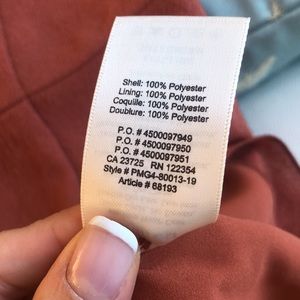 Shell: 100% Polyester
Lining: 100% Polyester
Coquille: 100% Polyester
Doublure: 100% Polyester
P.O. # 4500097949
P.O. # 4500097950
P.O. # 4500097951
CA 23725 RN 122354
Style # PMG4-80013-19
Article # 68193